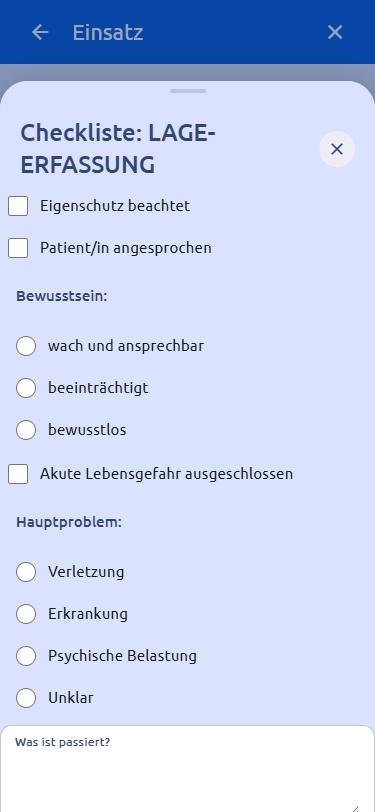 Einsatz
Checkliste: LAGE-
ERFASSUNG
Eigenschutz beachtet
Patient/in angesprochen
Bewusstsein:
wach und ansprechbar
beeinträchtigt
bewusstlos
Akute Lebensgefahr ausgeschlossen
Hauptproblem:
Verletzung
Erkrankung
Psychische Belastung
Unklar
Was ist passiert?